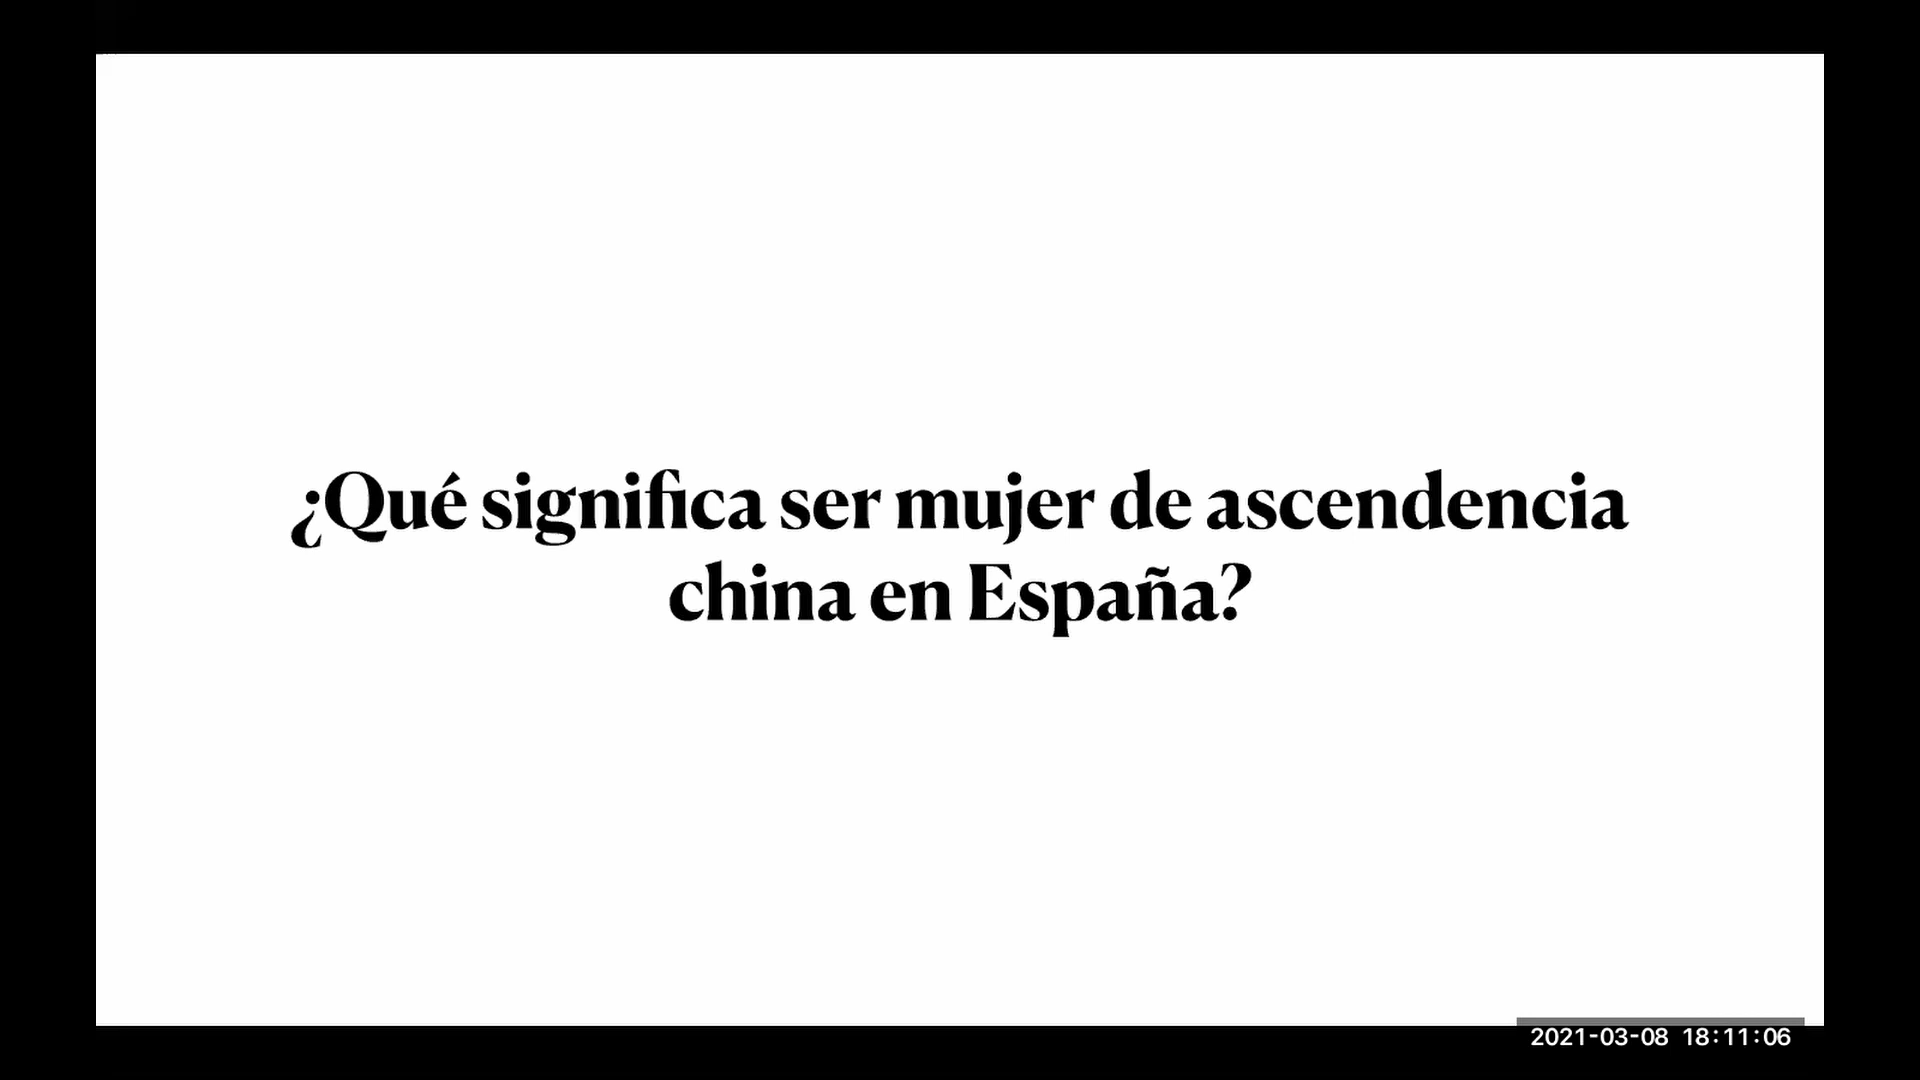 ¿Qué significa ser mujer de ascendencia
china en España?
2021-03-08 18:11:06